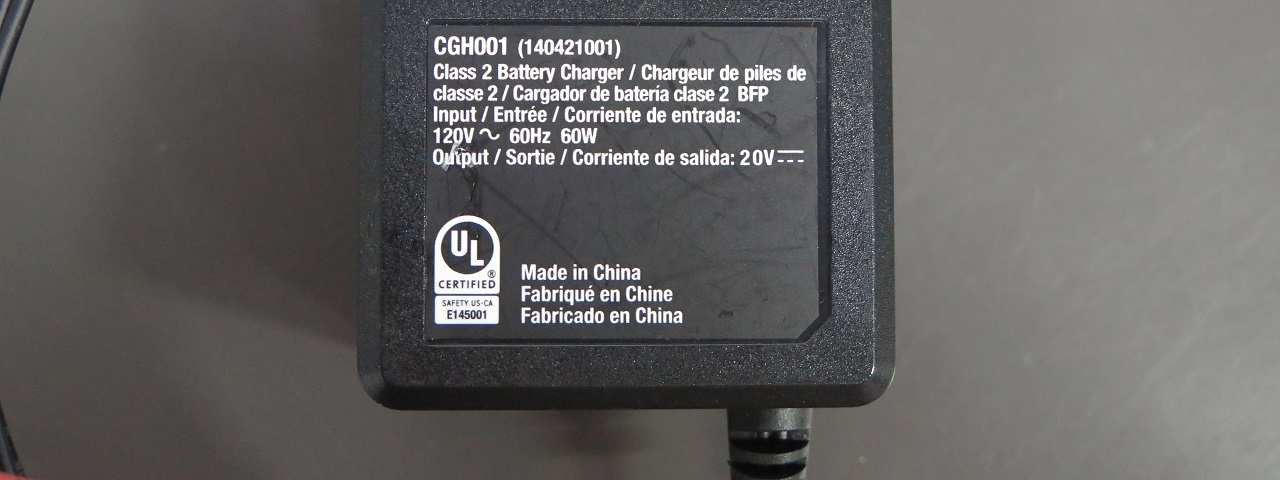 CGH001 (140421001)
Class 2 Battery Charger / Chargeur de piles de
classe 2 / Cargador de batería clase 2 BFP
Input / Entrée / Corriente de entrada:
120V ~ 60Hz 60W
Output / Sortie / Corriente de salida: 20V⎓
UL
®
CERTIFIED
SAFETY US-CA
E145001
Made in China
Fabriqué en Chine
Fabricado en China